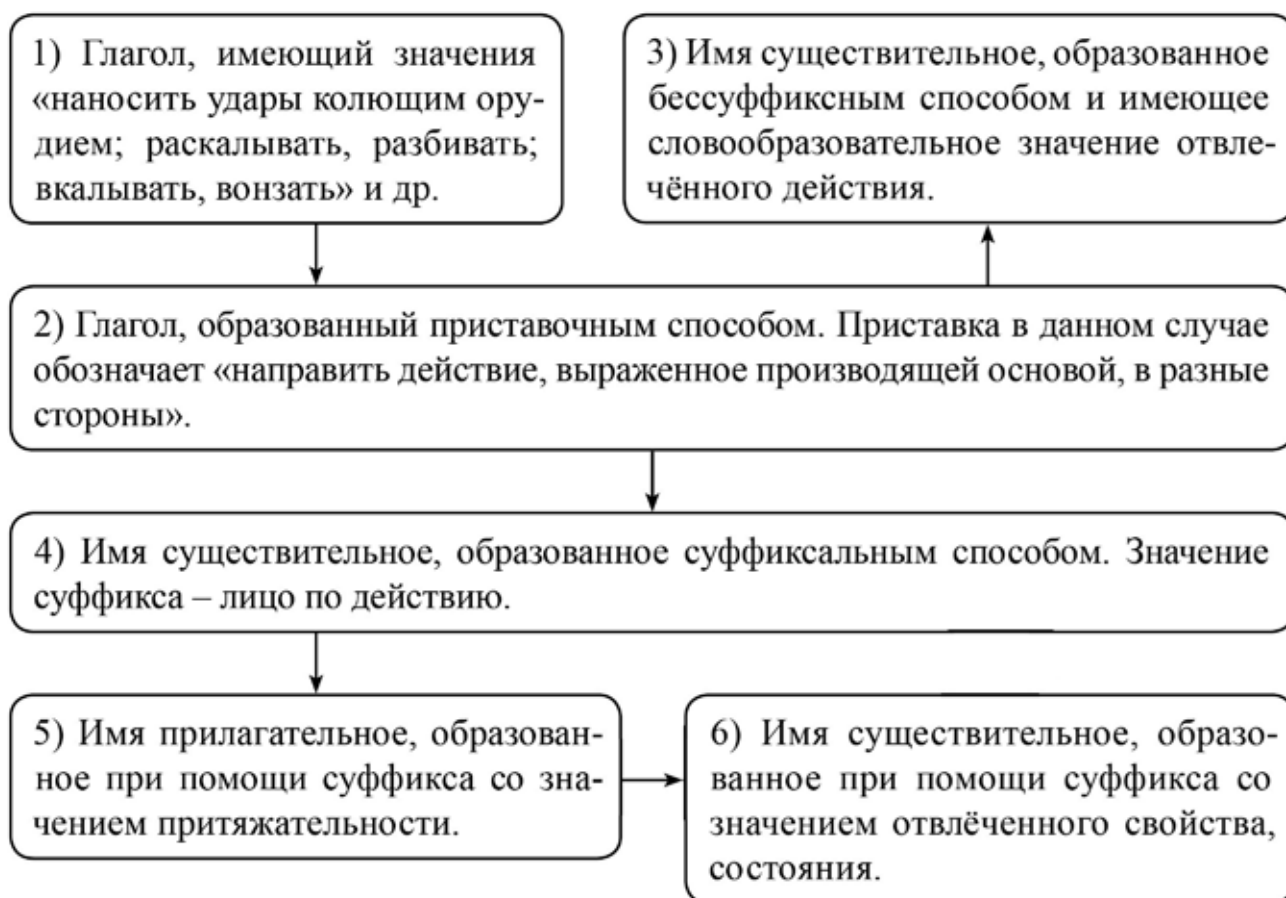 1) Глагол, имеющий значения
«наносить удары колющим ору-
дием; раскалывать, разбивать;
вкалывать, вонзать» и др.
3) Имя существительное, образованное
бессуффиксным способом и имеющее
словообразовательное значение отвле-
чённого действия.
2) Глагол, образованный приставочным способом. Приставка в данном случае
обозначает «направить действие, выраженное производящей основой, в разные
стороны».
4) Имя существительное, образованное суффиксальным способом. Значение
суффикса – лицо по действию.
5) Имя прилагательное, образован-
ное при помощи суффикса со зна-
чением притяжательности.
6) Имя существительное, образо-
ванное при помощи суффикса со
значением отвлёченного свойства,
состояния.